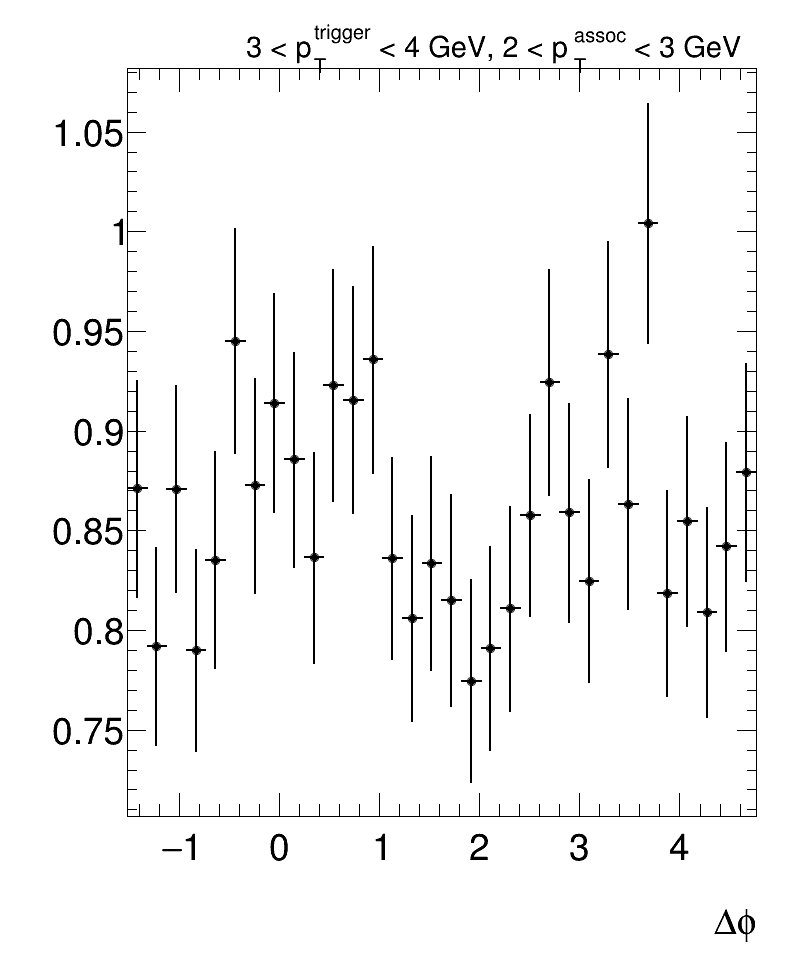 3 < p_T^trigger < 4 GeV, 2 < p_T^assoc < 3 GeV
1.05
1
0.95
0.9
0.85
0.8
0.75
−1 0 1 2 3 4
Δϕ